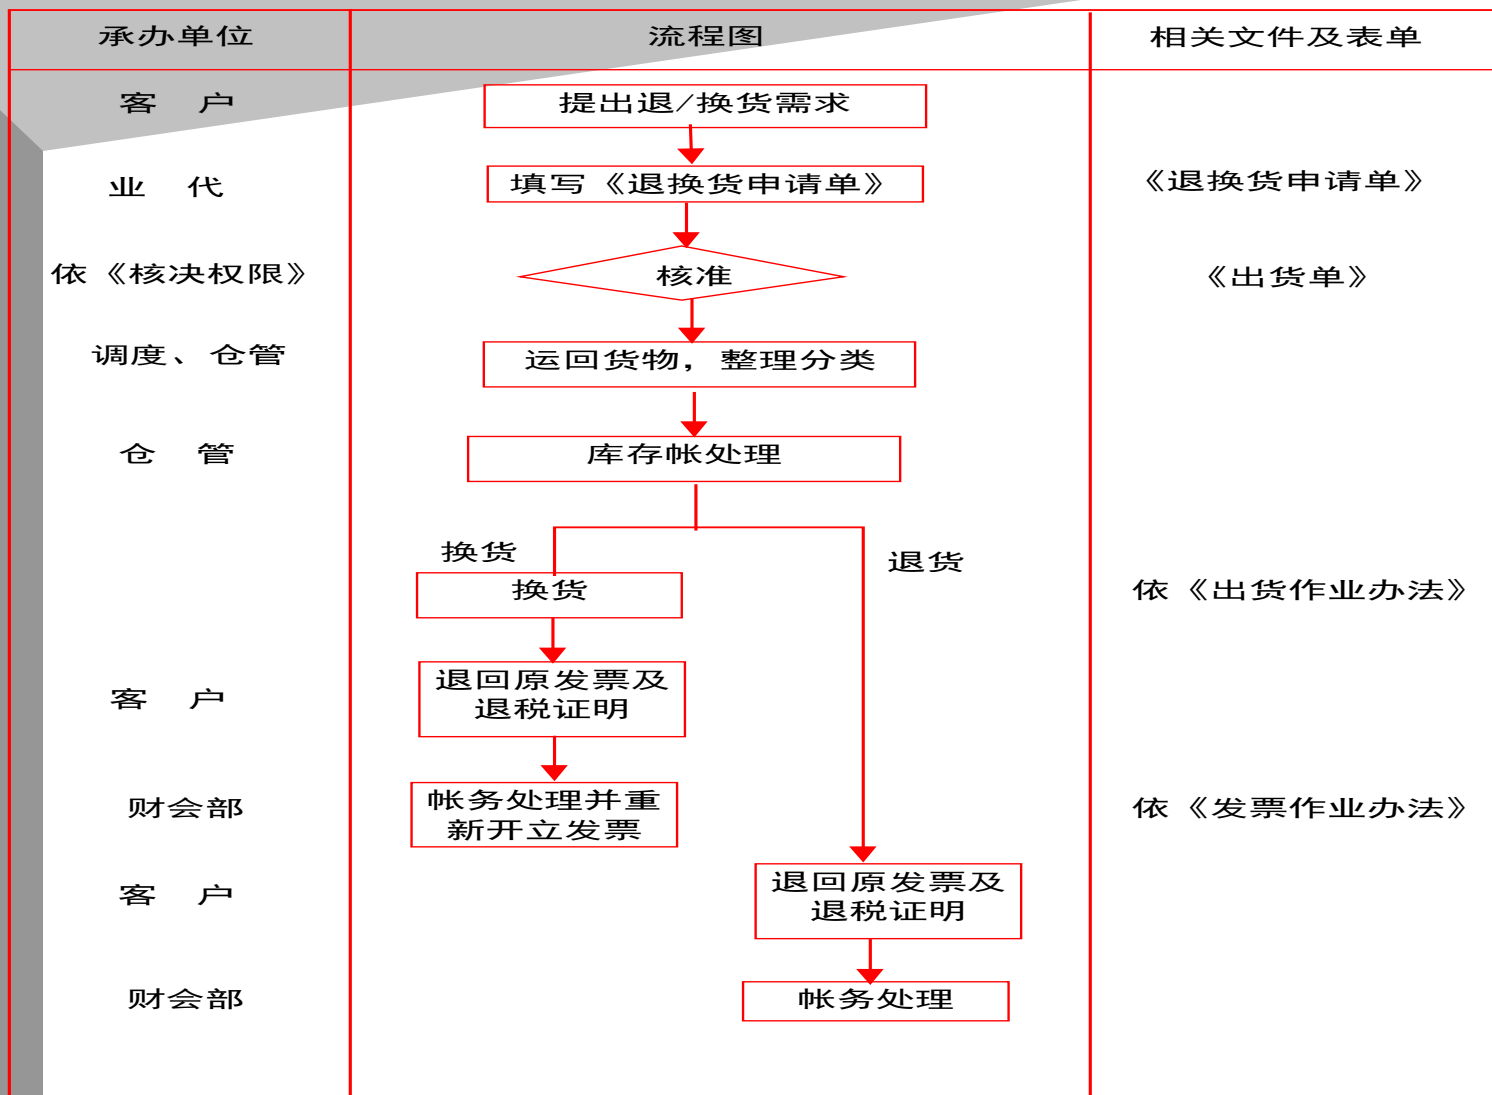 承办单位
流程图
相关文件及表单
客 户
提出退/换货需求
业 代
填写《退换货申请单》
《退换货申请单》
依《核决权限》
核准
《出货单》
调度、仓管
运回货物，整理分类
仓 管
库存帐处理
换货
退货
换货
依《出货作业办法》
客 户
退回原发票及
退税证明
财会部
帐务处理并重
新开立发票
依《发票作业办法》
客 户
退回原发票及
退税证明
财会部
帐务处理